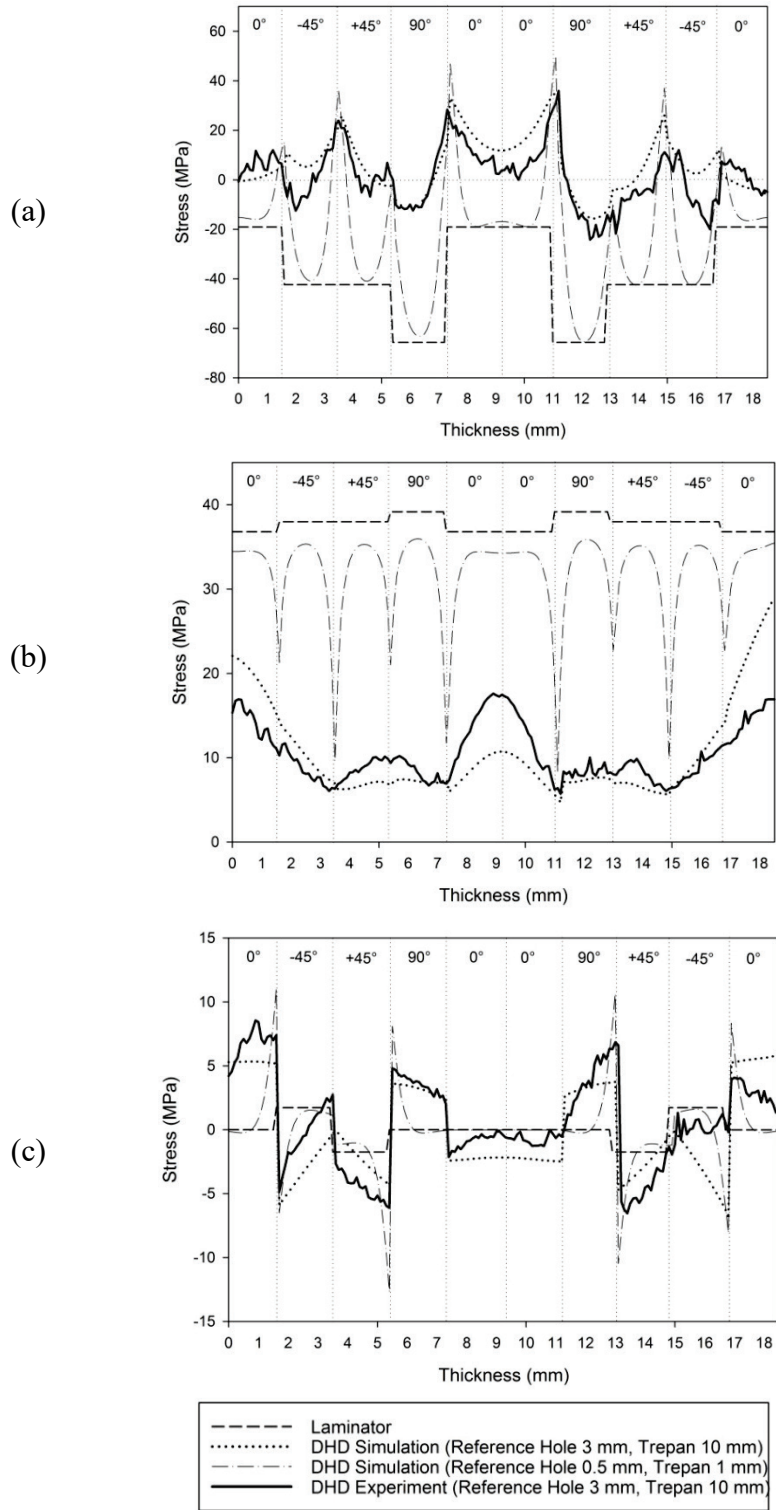 (a)
0° -45° +45° 90° 0° 0° 90° +45° -45° 0°
60
40
20
0
-20
-40
-60
-80
Stress (MPa)
0 1 2 3 4 5 6 7 8 9 10 11 12 13 14 15 16 17 18
Thickness (mm)
(b)
0° -45° +45° 90° 0° 0° 90° +45° -45° 0°
40
30
20
10
0
Stress (MPa)
0 1 2 3 4 5 6 7 8 9 10 11 12 13 14 15 16 17 18
Thickness (mm)
(c)
0° -45° +45° 90° 0° 0° 90° +45° -45° 0°
15
10
5
0
-5
-10
-15
Stress (MPa)
0 1 2 3 4 5 6 7 8 9 10 11 12 13 14 15 16 17 18
Thickness (mm)
Laminator
DHD Simulation (Reference Hole 3 mm, Trepan 10 mm)
DHD Simulation (Reference Hole 0.5 mm, Trepan 1 mm)
DHD Experiment (Reference Hole 3 mm, Trepan 10 mm)